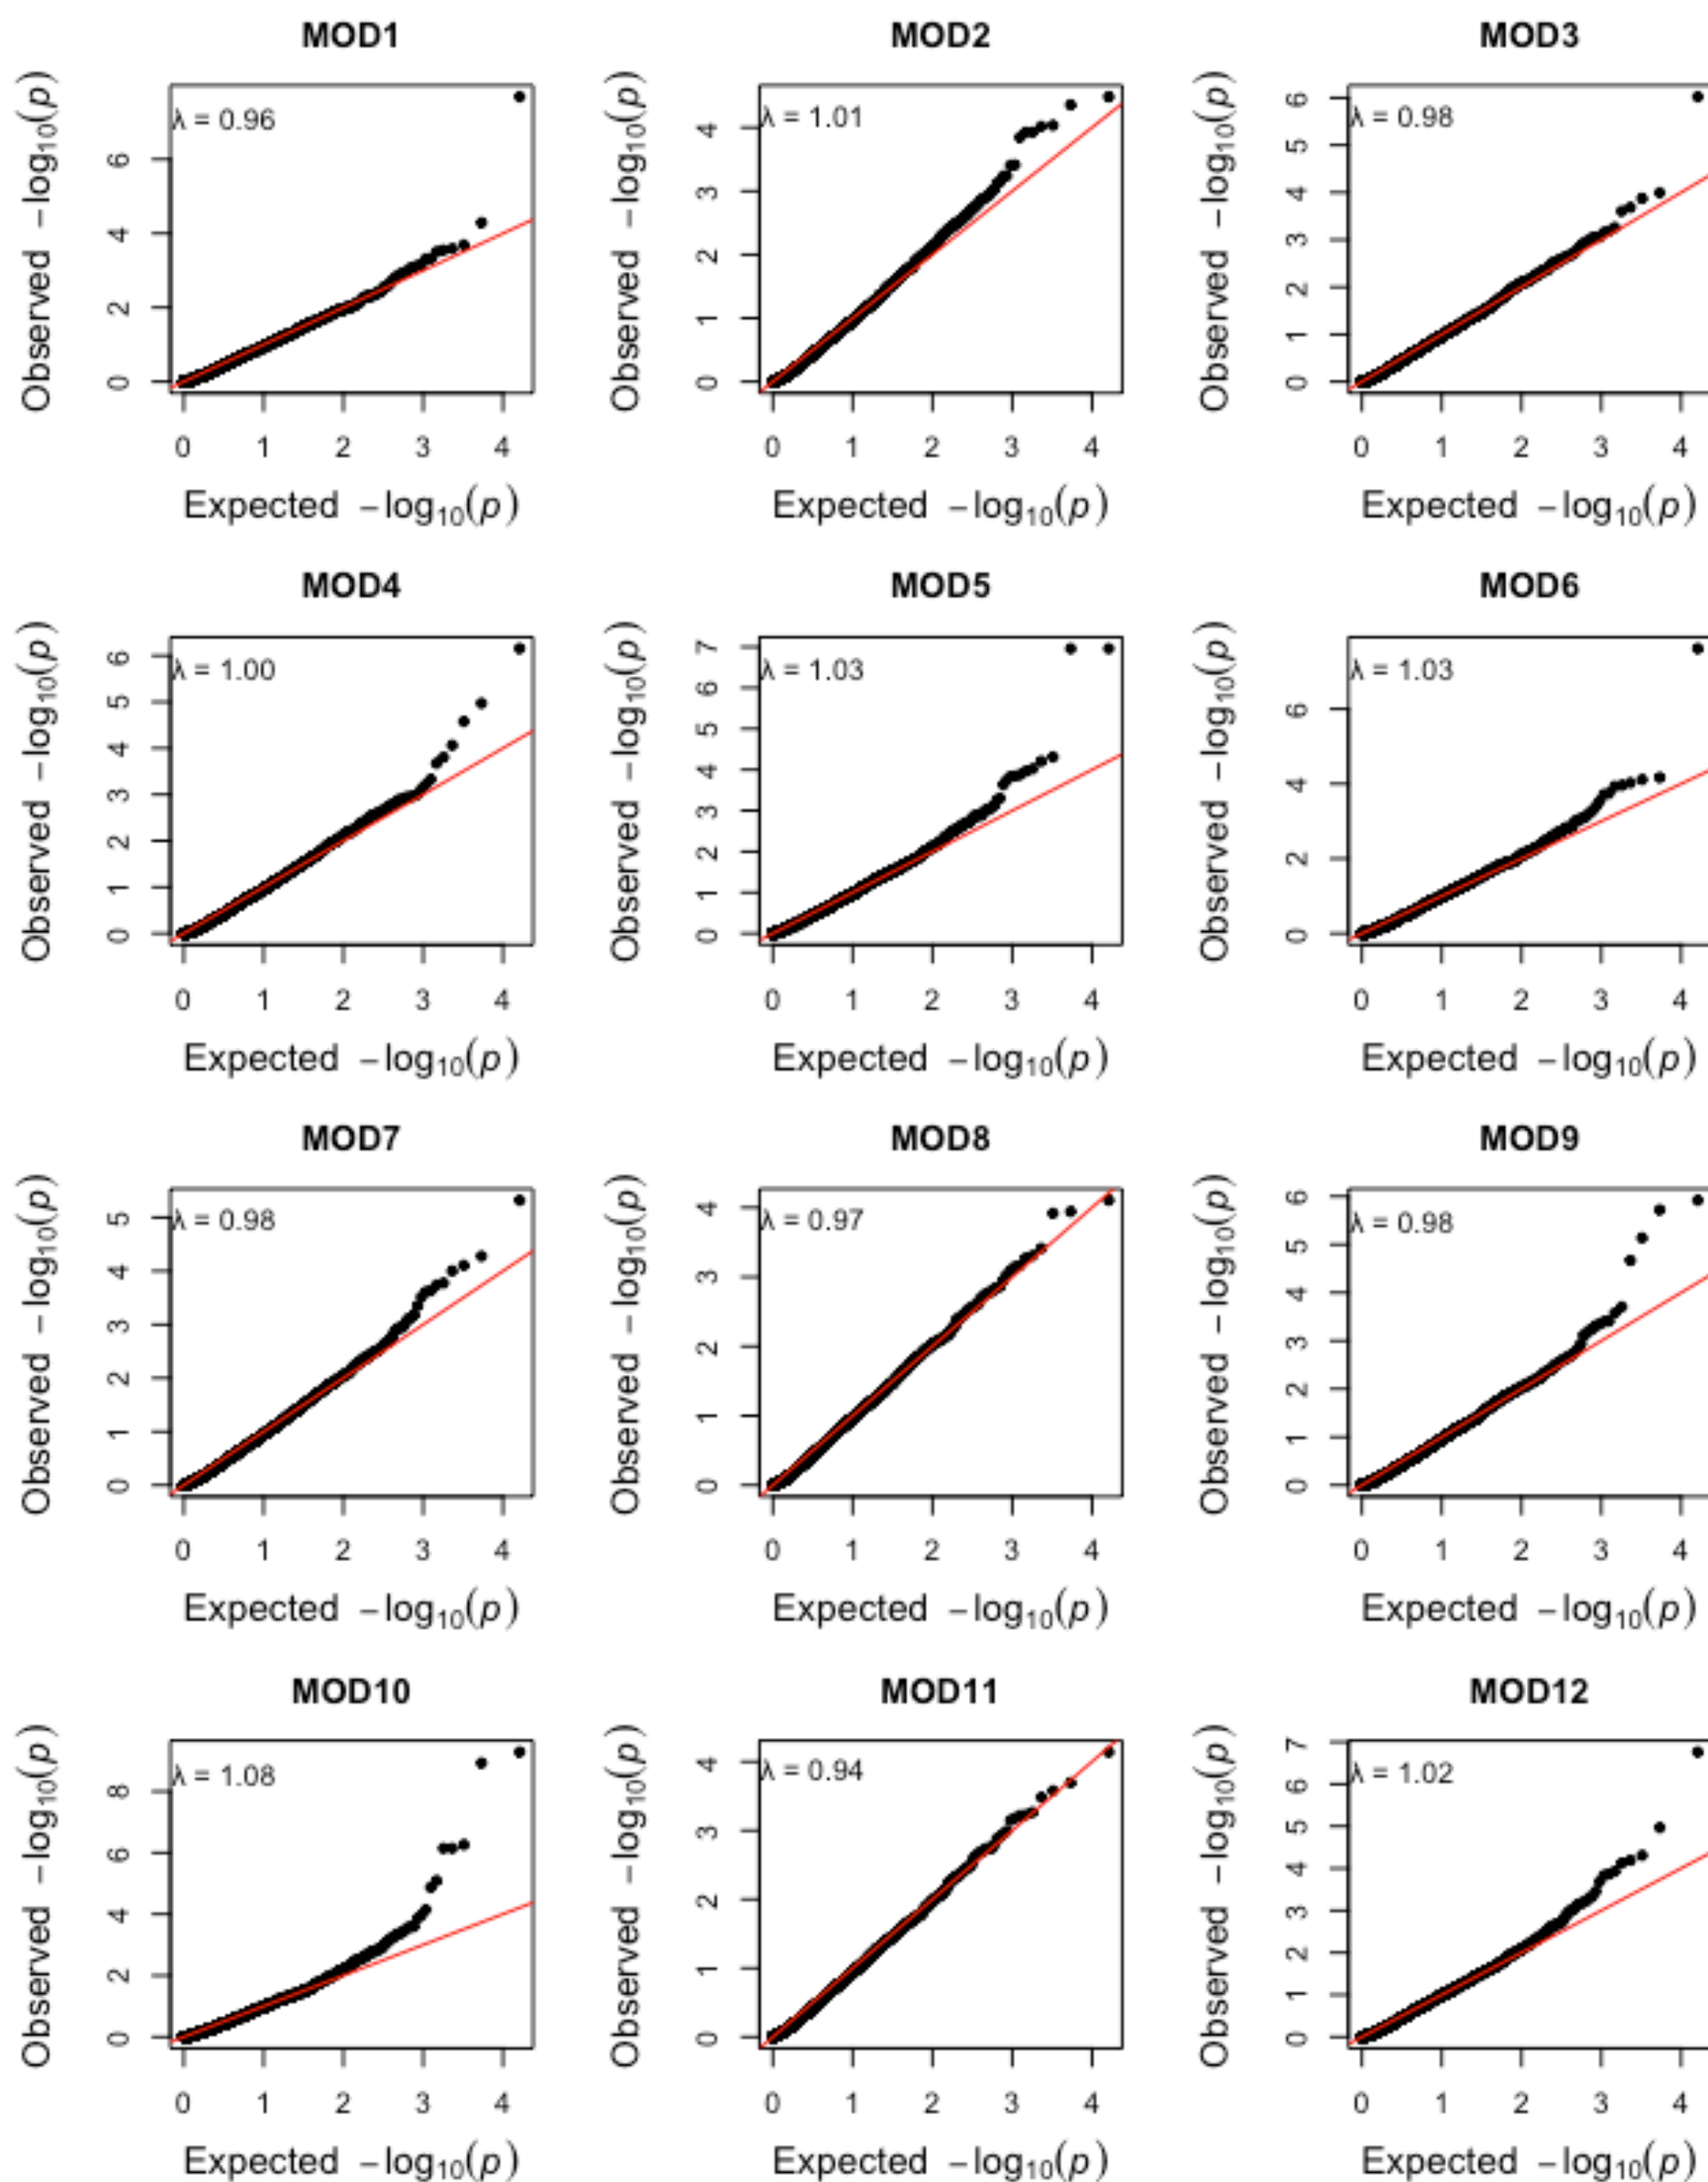 MOD1
MOD2
MOD3
Observed −log10(p)
Observed −log10(p)
Observed −log10(p)
λ = 0.96
λ = 1.01
λ = 0.98
6
4
2
0
4
3
2
1
0
6
5
4
3
2
1
0
0 1 2 3 4
0 1 2 3 4
0 1 2 3 4
Expected −log10(p)
Expected −log10(p)
Expected −log10(p)
MOD4
MOD5
MOD6
Observed −log10(p)
Observed −log10(p)
Observed −log10(p)
λ = 1.00
λ = 1.03
λ = 1.03
6
5
4
3
2
1
0
7
6
5
4
3
2
1
0
6
4
2
0
0 1 2 3 4
0 1 2 3 4
0 1 2 3 4
Expected −log10(p)
Expected −log10(p)
Expected −log10(p)
MOD7
MOD8
MOD9
Observed −log10(p)
Observed −log10(p)
Observed −log10(p)
λ = 0.98
λ = 0.97
λ = 0.98
5
4
3
2
1
0
4
3
2
1
0
6
5
4
3
2
1
0
0 1 2 3 4
0 1 2 3 4
0 1 2 3 4
Expected −log10(p)
Expected −log10(p)
Expected −log10(p)
MOD10
MOD11
MOD12
Observed −log10(p)
Observed −log10(p)
Observed −log10(p)
λ = 1.08
λ = 0.94
λ = 1.02
8
6
4
2
0
4
3
2
1
0
7
6
5
4
3
2
1
0
0 1 2 3 4
0 1 2 3 4
0 1 2 3 4
Expected −log10(p)
Expected −log10(p)
Expected −log10(p)